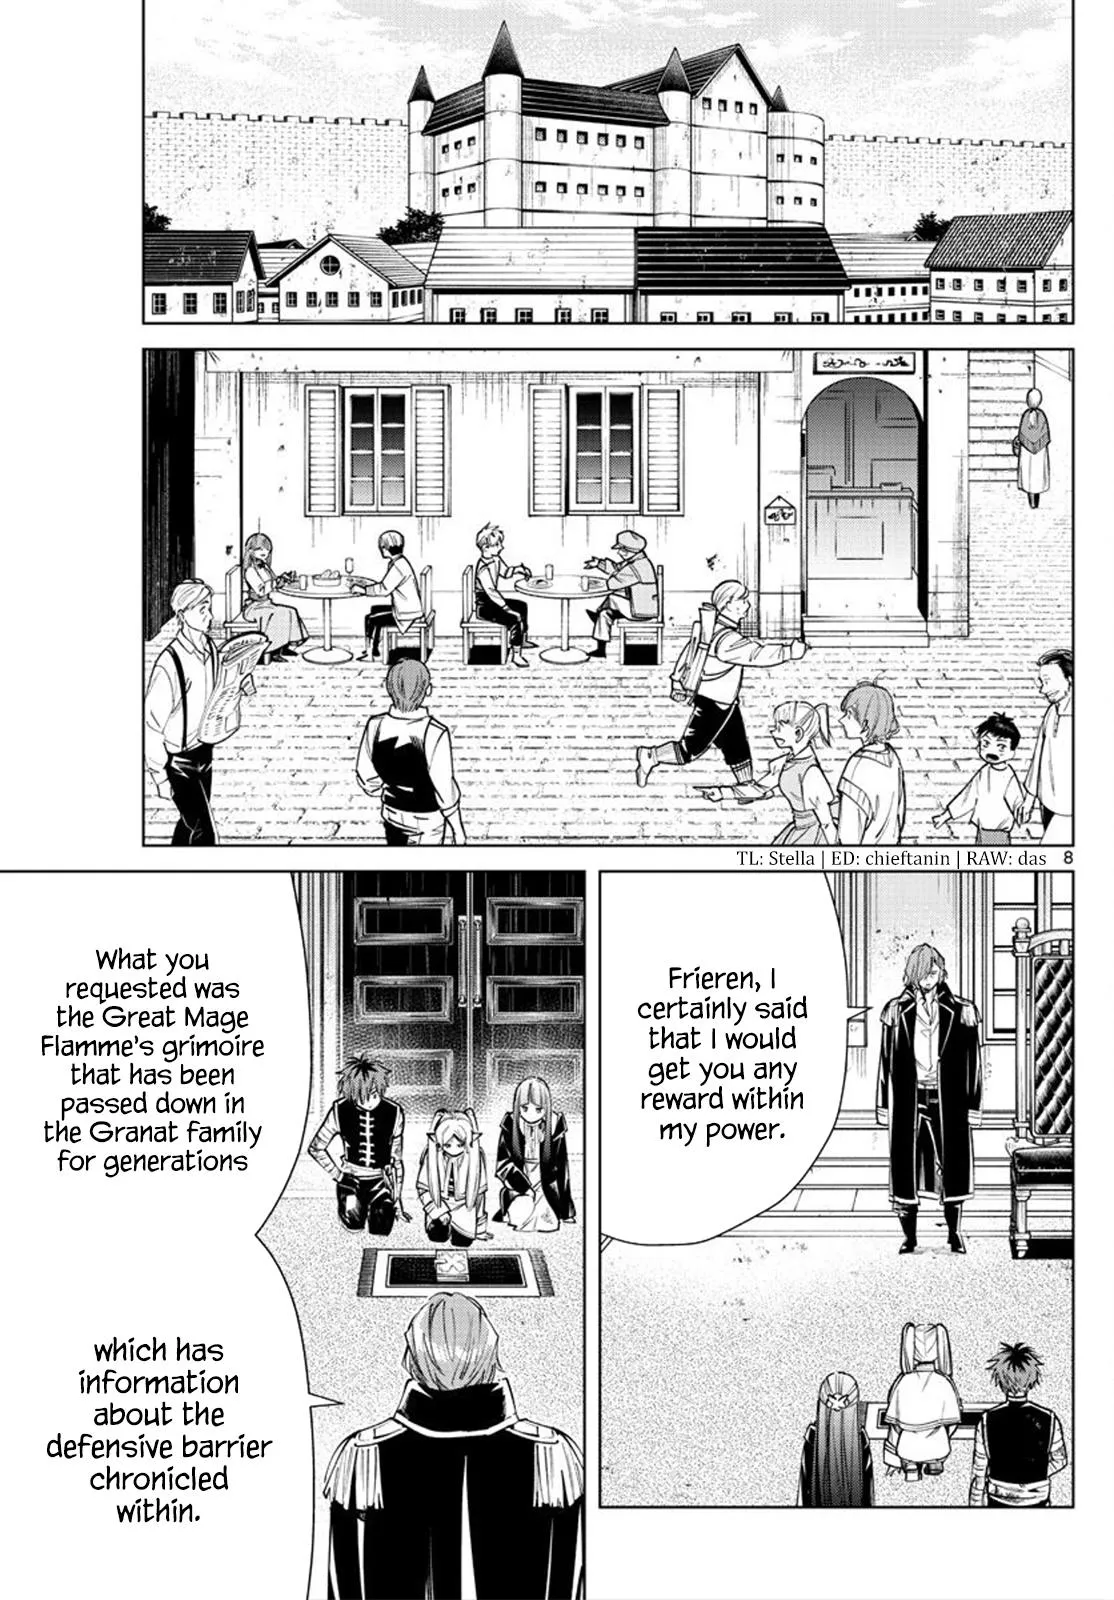 TL: Stella | ED: chieftanin | RAW: das
8
Frieren, I
certainly said
that I would
get you any
reward within
my power.
What you
requested was
the Great Mage
Flamme's grimoire
that has been
passed down in
the Granat family
for generations
which has
information
about the
defensive barrier
chronicled
within.